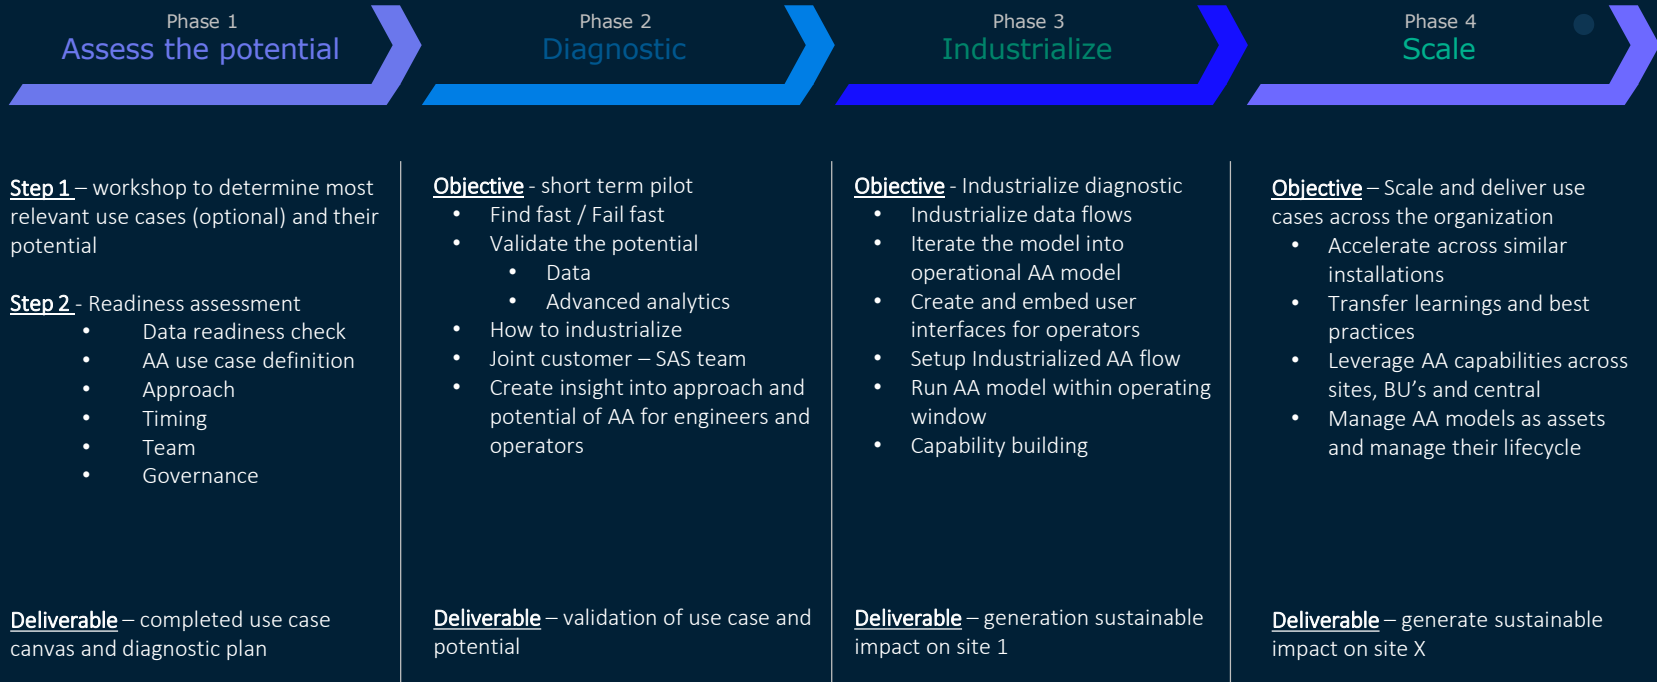 Phase 1
Assess the potential
Phase 2
Diagnostic
Phase 3
Industrialize
Phase 4
Scale
Step 1 – workshop to determine most
relevant use cases (optional) and their
potential
Step 2 - Readiness assessment
• Data readiness check
• AA use case definition
• Approach
• Timing
• Team
• Governance
Deliverable – completed use case
canvas and diagnostic plan
Objective - short term pilot
• Find fast / Fail fast
• Validate the potential
• Data
• Advanced analytics
• How to industrialize
• Joint customer – SAS team
• Create insight into approach and
potential of AA for engineers and
operators
Deliverable – validation of use case and
potential
Objective - Industrialize diagnostic
• Industrialize data flows
• Iterate the model into
operational AA model
• Create and embed user
interfaces for operators
• Setup Industrialized AA flow
• Run AA model within operating
window
• Capability building
Deliverable – generation sustainable
impact on site 1
Objective – Scale and deliver use
cases across the organization
• Accelerate across similar
installations
• Transfer learnings and best
practices
• Leverage AA capabilities across
sites, BU’s and central
• Manage AA models as assets
and manage their lifecycle
Deliverable – generate sustainable
impact on site X